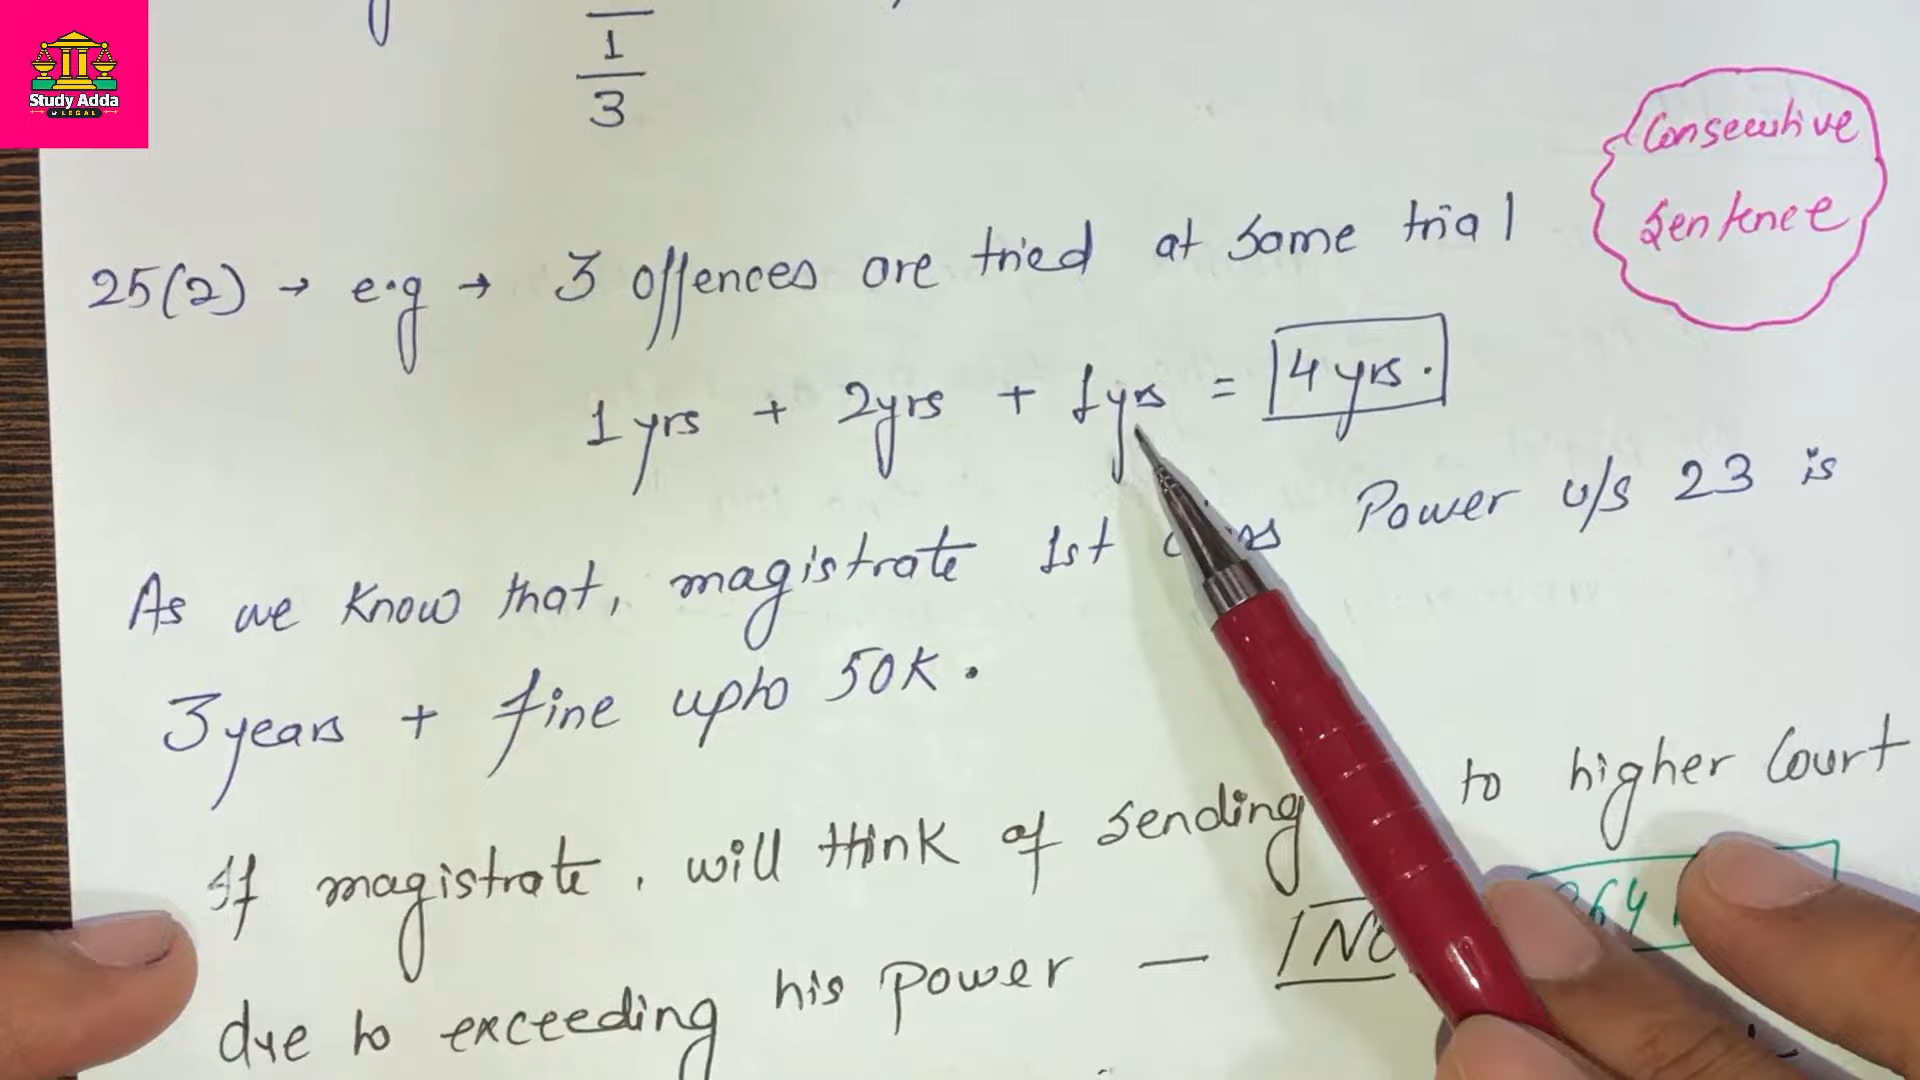 Study Adda
LEGAL
1
3
Consecutive
Sentence
25(2) → e.g → 3 offences are tried at same trial
1 yrs + 2yrs + 1yrs = 4 yrs.
As we know that, magistrate 1st Power u/s 23 is
3 years + fine upto 50K.
If magistrate, will think of sending to higher Court
due to exceeding his power —